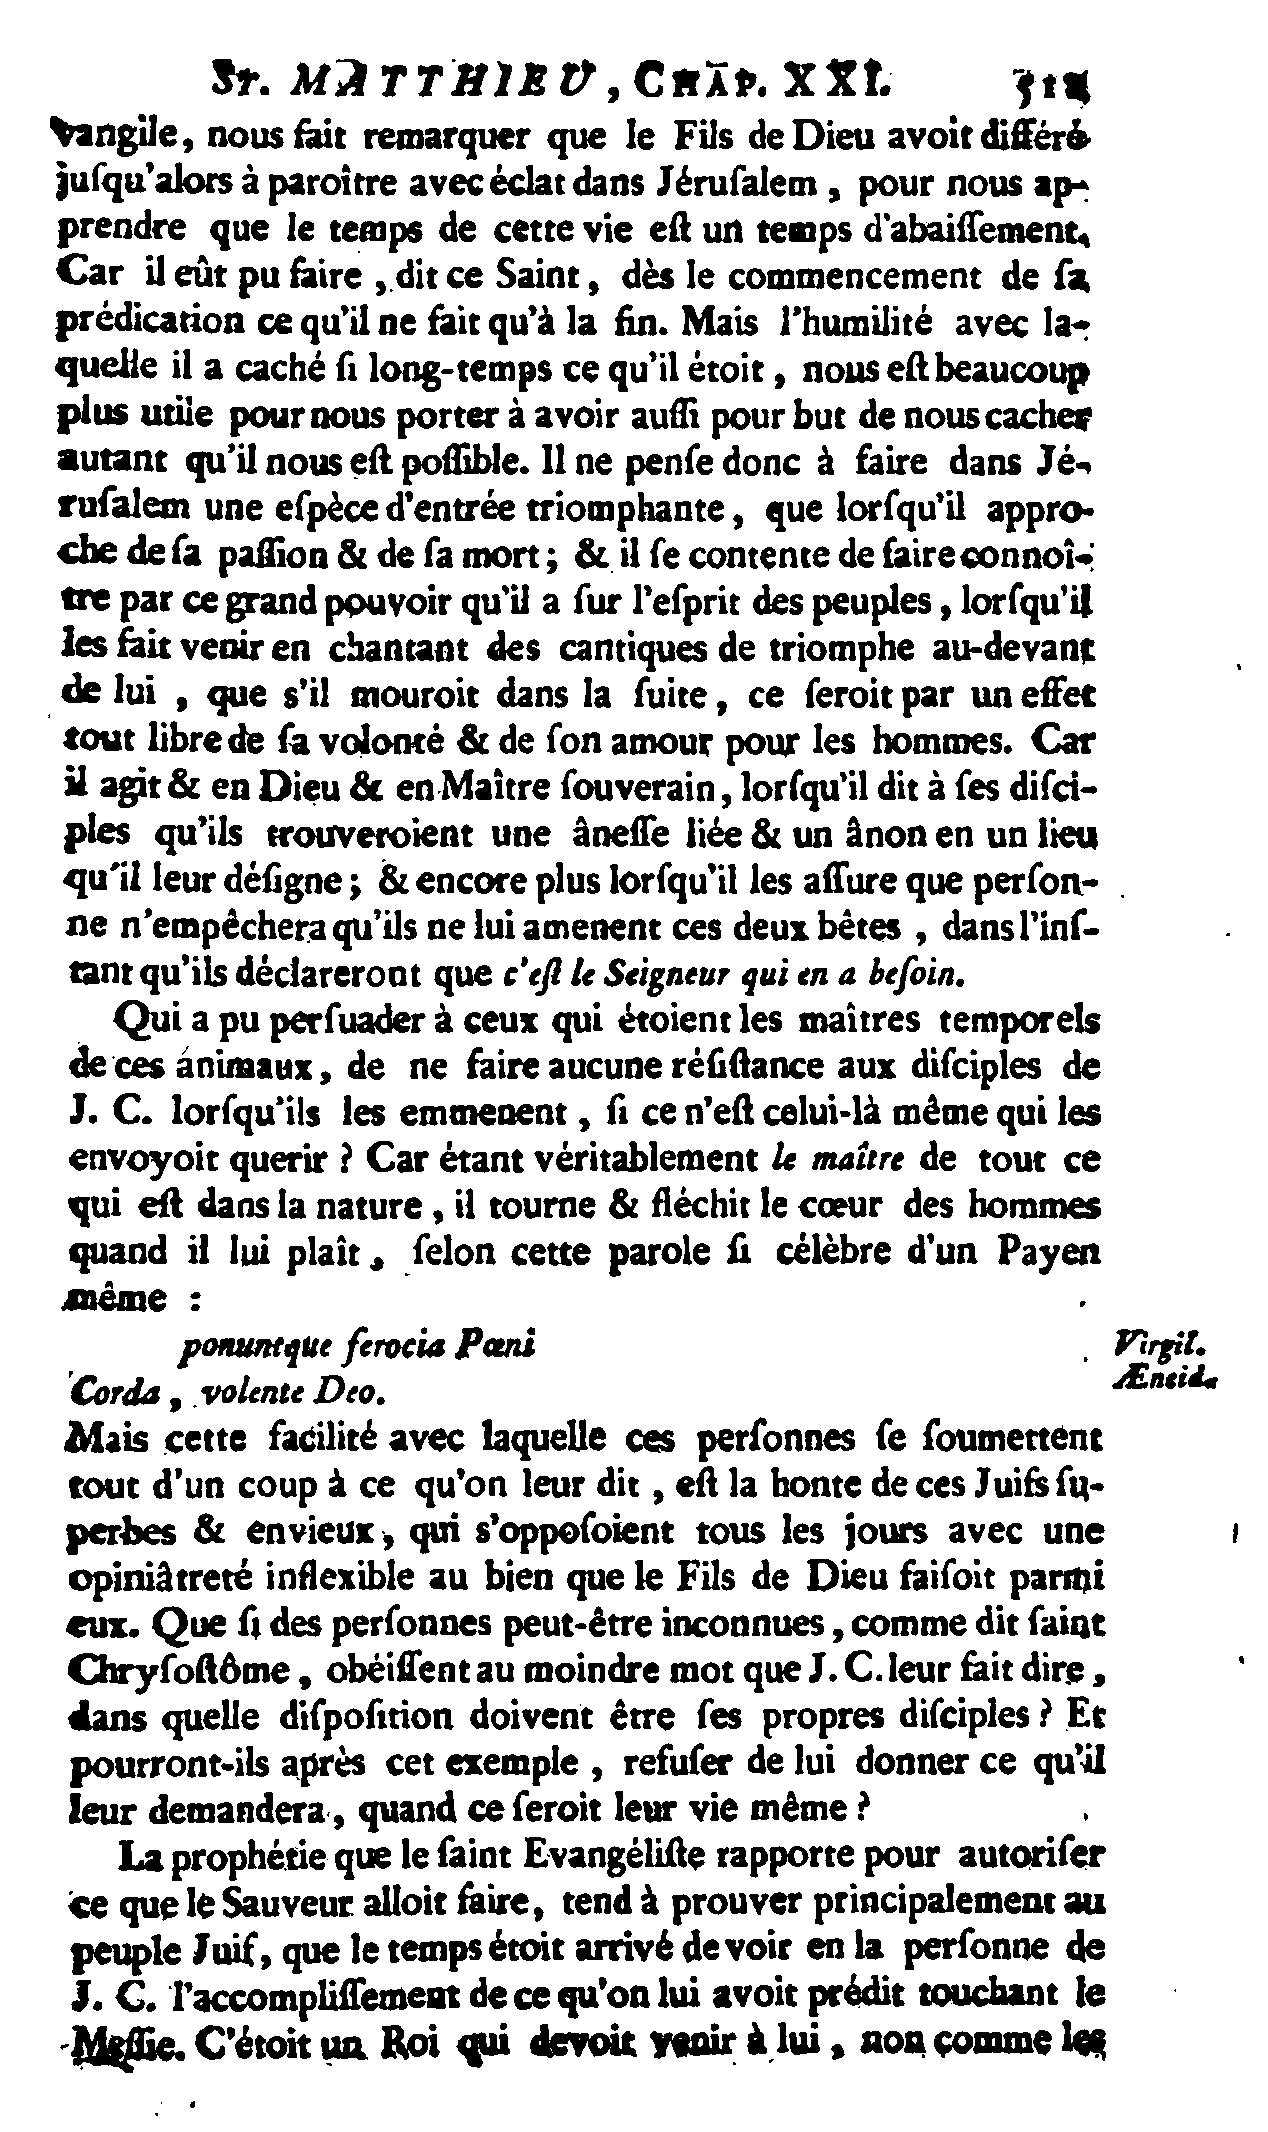 St. MATTHIEU, CHAP. XXI.
vangile, nous fait remarquer que le Fils de Dieu avoit différé
juſqu'alors à paroître avec éclat dans Jéruſalem, pour nous ap-
prendre que le temps de cette vie eſt un temps d'abaiſſement.
Car il eût pu faire, dit ce Saint, dès le commencement de ſa
prédication ce qu'il ne fait qu'à la fin. Mais l'humilité avec la-
quelle il a caché ſi long-temps ce qu'il étoit, nous eſt beaucoup
plus utile pour nous porter à avoir auſſi pour but de nous cacher
autant qu'il nous eſt poſſible. Il ne penſe donc à faire dans Jé-
ruſalem une eſpèce d'entrée triomphante, que lorſqu'il appro-
che de ſa paſſion & de ſa mort; & il ſe contente de faire connoî-
tre par ce grand pouvoir qu'il a ſur l'eſprit des peuples, lorſqu'il
les fait venir en chantant des cantiques de triomphe au-devant
de lui, que s'il mouroit dans la ſuite, ce ſeroit par un effet
tout libre de ſa volonté & de ſon amour pour les hommes. Car
il agit & en Dieu & en Maître ſouverain, lorſqu'il dit à ſes diſci-
ples qu'ils trouveroient une âneſſe liée & un ânon en un lieu
qu'il leur déſigne; & encore plus lorſqu'il les aſſure que perſon-
ne n'empêchera qu'ils ne lui amenent ces deux bêtes, dans l'inſ-
tant qu'ils déclareront que c'eſt le Seigneur qui en a beſoin.
Qui a pu perſuader à ceux qui étoient les maîtres temporels
de ces animaux, de ne faire aucune réſiſtance aux diſciples de
J. C. lorſqu'ils les emmenent, ſi ce n'eſt celui-là même qui les
envoyoit querir? Car étant véritablement le maître de tout ce
qui eſt dans la nature, il tourne & fléchit le cœur des hommes
quand il lui plaît, ſelon cette parole ſi célèbre d'un Payen
même :
ponuntque ferocia Pœni
Virgil.
Corda, volente Deo.
Æneid.
Mais cette facilité avec laquelle ces perſonnes ſe ſoumettent
tout d'un coup à ce qu'on leur dit, eſt la honte de ces Juifs ſu-
perbes & envieux, qui s'oppoſoient tous les jours avec une
opiniâtreté inflexible au bien que le Fils de Dieu faiſoit parmi
eux. Que ſi des perſonnes peut-être inconnues, comme dit ſaint
Chryſoſtôme, obéiſſent au moindre mot que J. C. leur fait dire,
dans quelle diſpoſition doivent être ſes propres diſciples? Et
pourront-ils après cet exemple, refuſer de lui donner ce qu'il
leur demandera, quand ce ſeroit leur vie même?
La prophétie que le ſaint Evangéliſte rapporte pour autoriſer
ce que le Sauveur alloit faire, tend à prouver principalement au
peuple Juif, que le temps étoit arrivé de voir en la perſonne de
J. C. l'accompliſſement de ce qu'on lui avoit prédit touchant le
Meſſie. C'étoit un Roi qui devoit venir à lui, non comme les